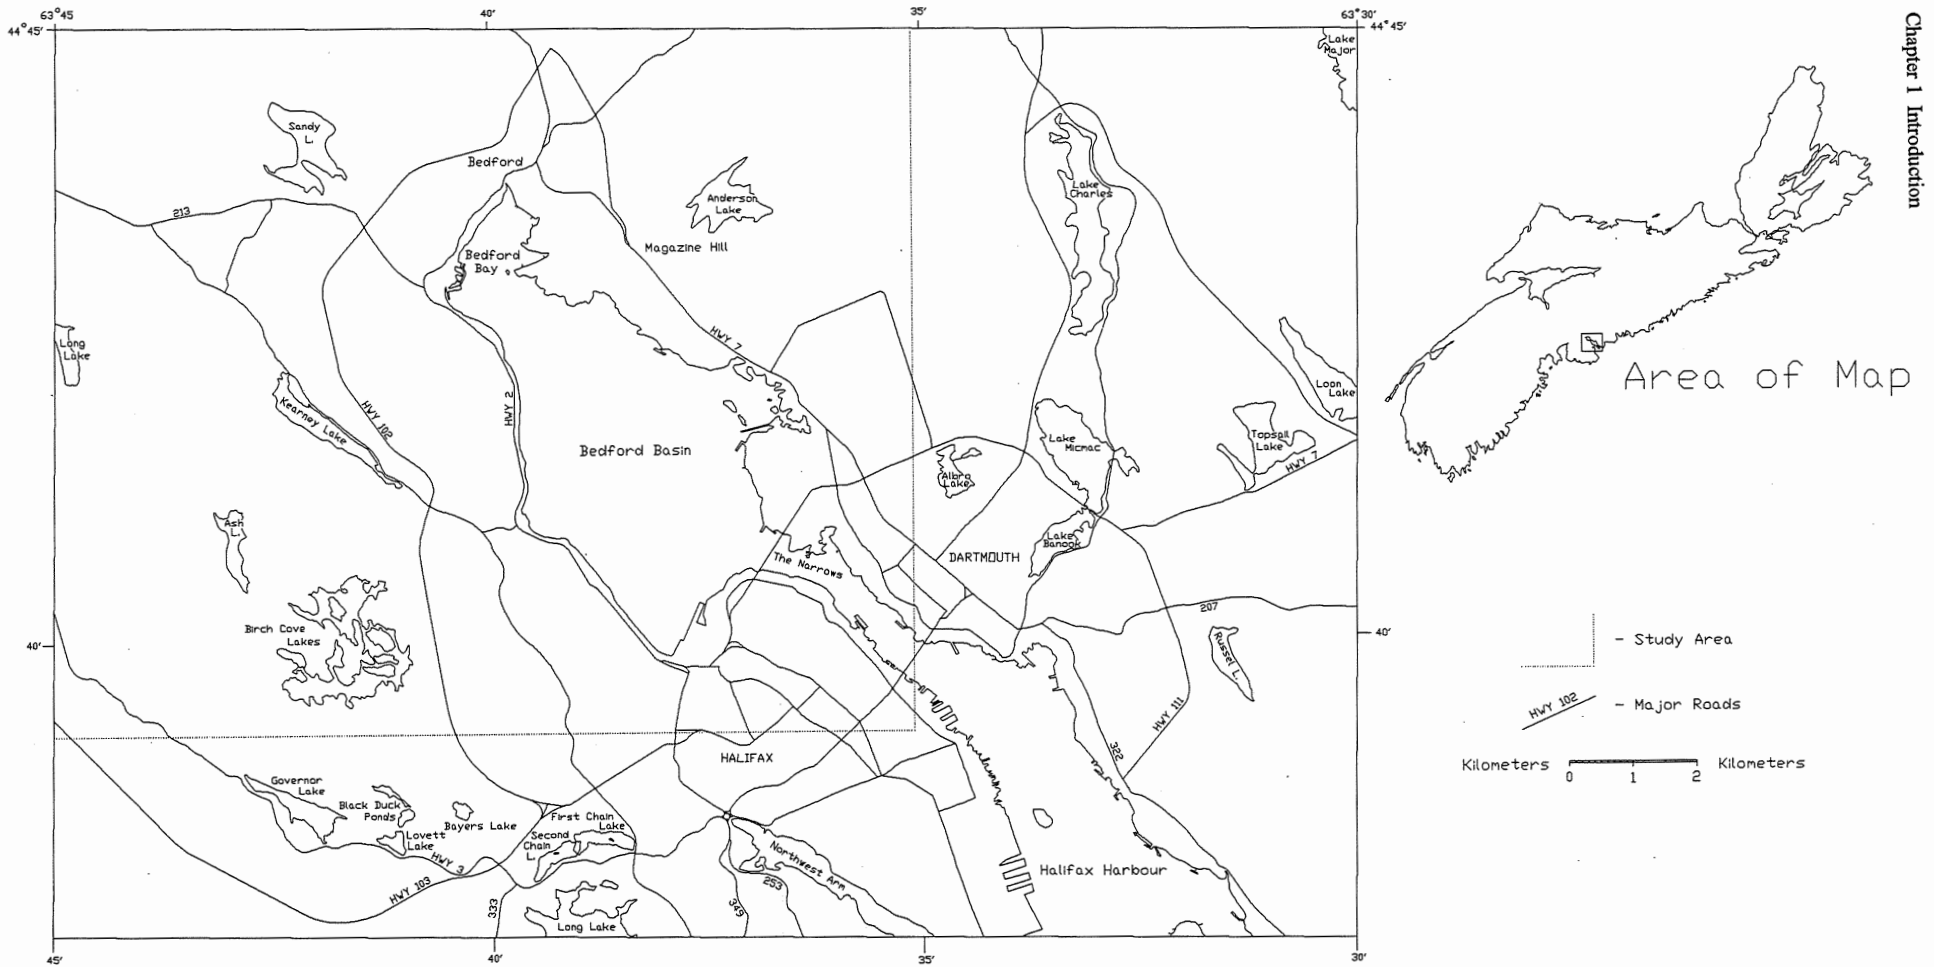 Chapter 1 Introduction
63°45
40'
35'
63°30'
44°45'
44°45'
Lake
Major
Sandy
L.
Bedford
213
Anderson
Lake
Lake
Charles
Magazine Hill
Bedford
Bay
HWY 7
Long
Lake
Kearney Lake
HWY 102
HWY 2
Bedford Basin
Loon
Lake
Topsail
Lake
HWY 7
Lake
Micmac
Albro
Lake
Ash
L.
The Narrows
DARTMOUTH
Lake
Banook
207
Birch Cove
Lakes
40'
40'
Russel L.
HWY 111
322
HALIFAX
Governor
Lake
Black Duck
Ponds
Bayers Lake
Lovett
Lake
First Chain
Lake
Second
Chain
L.
HWY 3
HWY 103
333
349
253
Northwest Arm
Halifax Harbour
Long Lake
45'
40'
35'
30'
Area of Map
- Study Area
HWY 102
- Major Roads
Kilometers 0 1 2 Kilometers